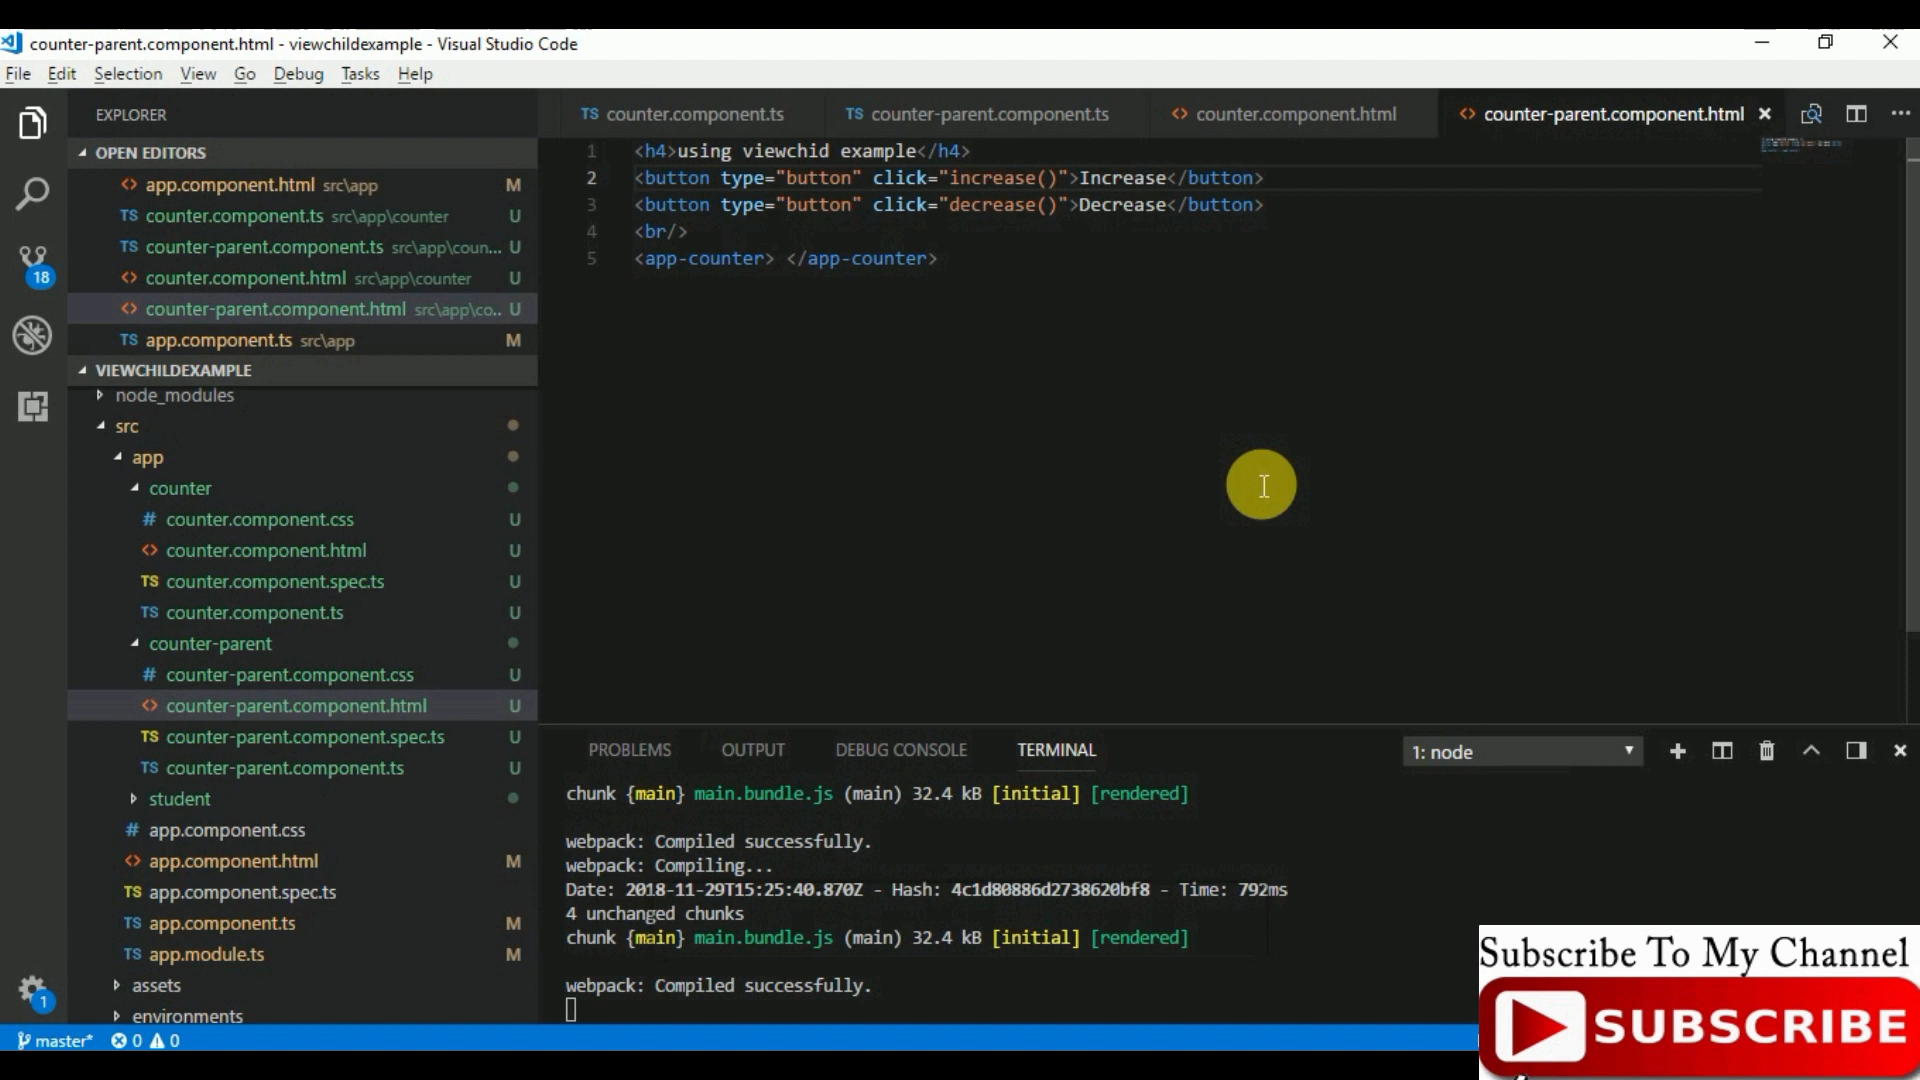 counter-parent.component.html - viewchildexample - Visual Studio Code
File Edit Selection View Go Debug Tasks Help
EXPLORER
OPEN EDITORS
app.component.html src\app M
counter.component.ts src\app\counter U
counter-parent.component.ts src\app\coun... U
counter.component.html src\app\counter U
counter-parent.component.html src\app\co... U
app.component.ts src\app M
VIEWCHILDEXAMPLE
node_modules
src
app
counter
counter.component.css U
counter.component.html U
counter.component.spec.ts U
counter.component.ts U
counter-parent
counter-parent.component.css U
counter-parent.component.html U
counter-parent.component.spec.ts U
counter-parent.component.ts U
student
app.component.css
app.component.html M
app.component.spec.ts
app.component.ts M
app.module.ts M
assets
environments
18
1
TS counter.component.ts TS counter-parent.component.ts <> counter.component.html <> counter-parent.component.html
1 <h4>using viewchid example</h4>
2 <button type="button" click="increase()">Increase</button>
3 <button type="button" click="decrease()">Decrease</button>
4 <br/>
5 <app-counter> </app-counter>
PROBLEMS OUTPUT DEBUG CONSOLE TERMINAL 1: node
chunk {main} main.bundle.js (main) 32.4 kB [initial] [rendered]
webpack: Compiled successfully.
webpack: Compiling...
Date: 2018-11-29T15:25:40.870Z - Hash: 4c1d80886d2738620bf8 - Time: 792ms
4 unchanged chunks
chunk {main} main.bundle.js (main) 32.4 kB [initial] [rendered]
webpack: Compiled successfully.
master* 0 0
Subscribe To My Channel
SUBSCRIBE